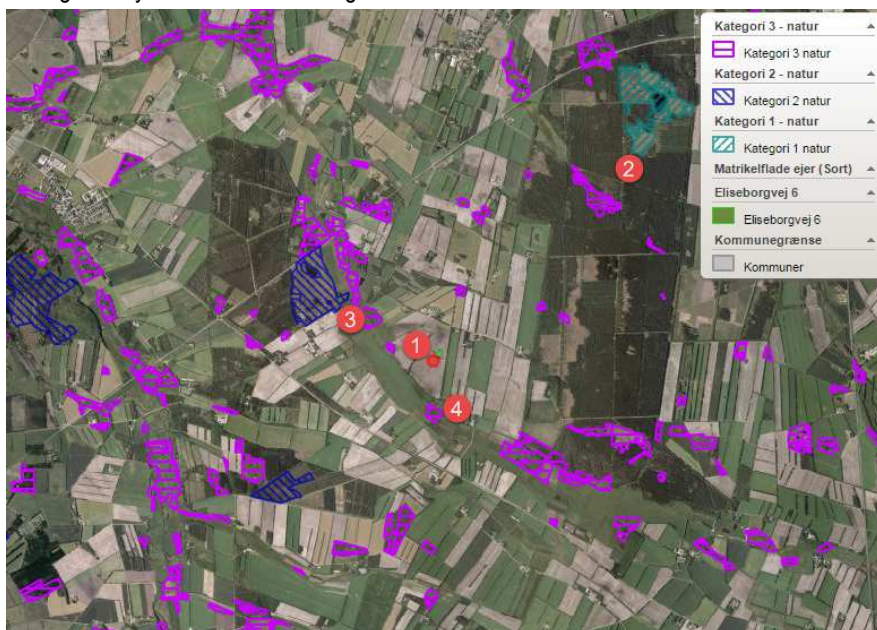 Kategori 3 - natur
Kategori 3 natur
Kategori 2 - natur
Kategori 2 natur
Kategori 1 - natur
Kategori 1 natur
Matrikelflade ejer (Sort)
Eliseborgvej 6
Eliseborgvej 6
Kommunegrænse
Kommuner
2
3
1
4